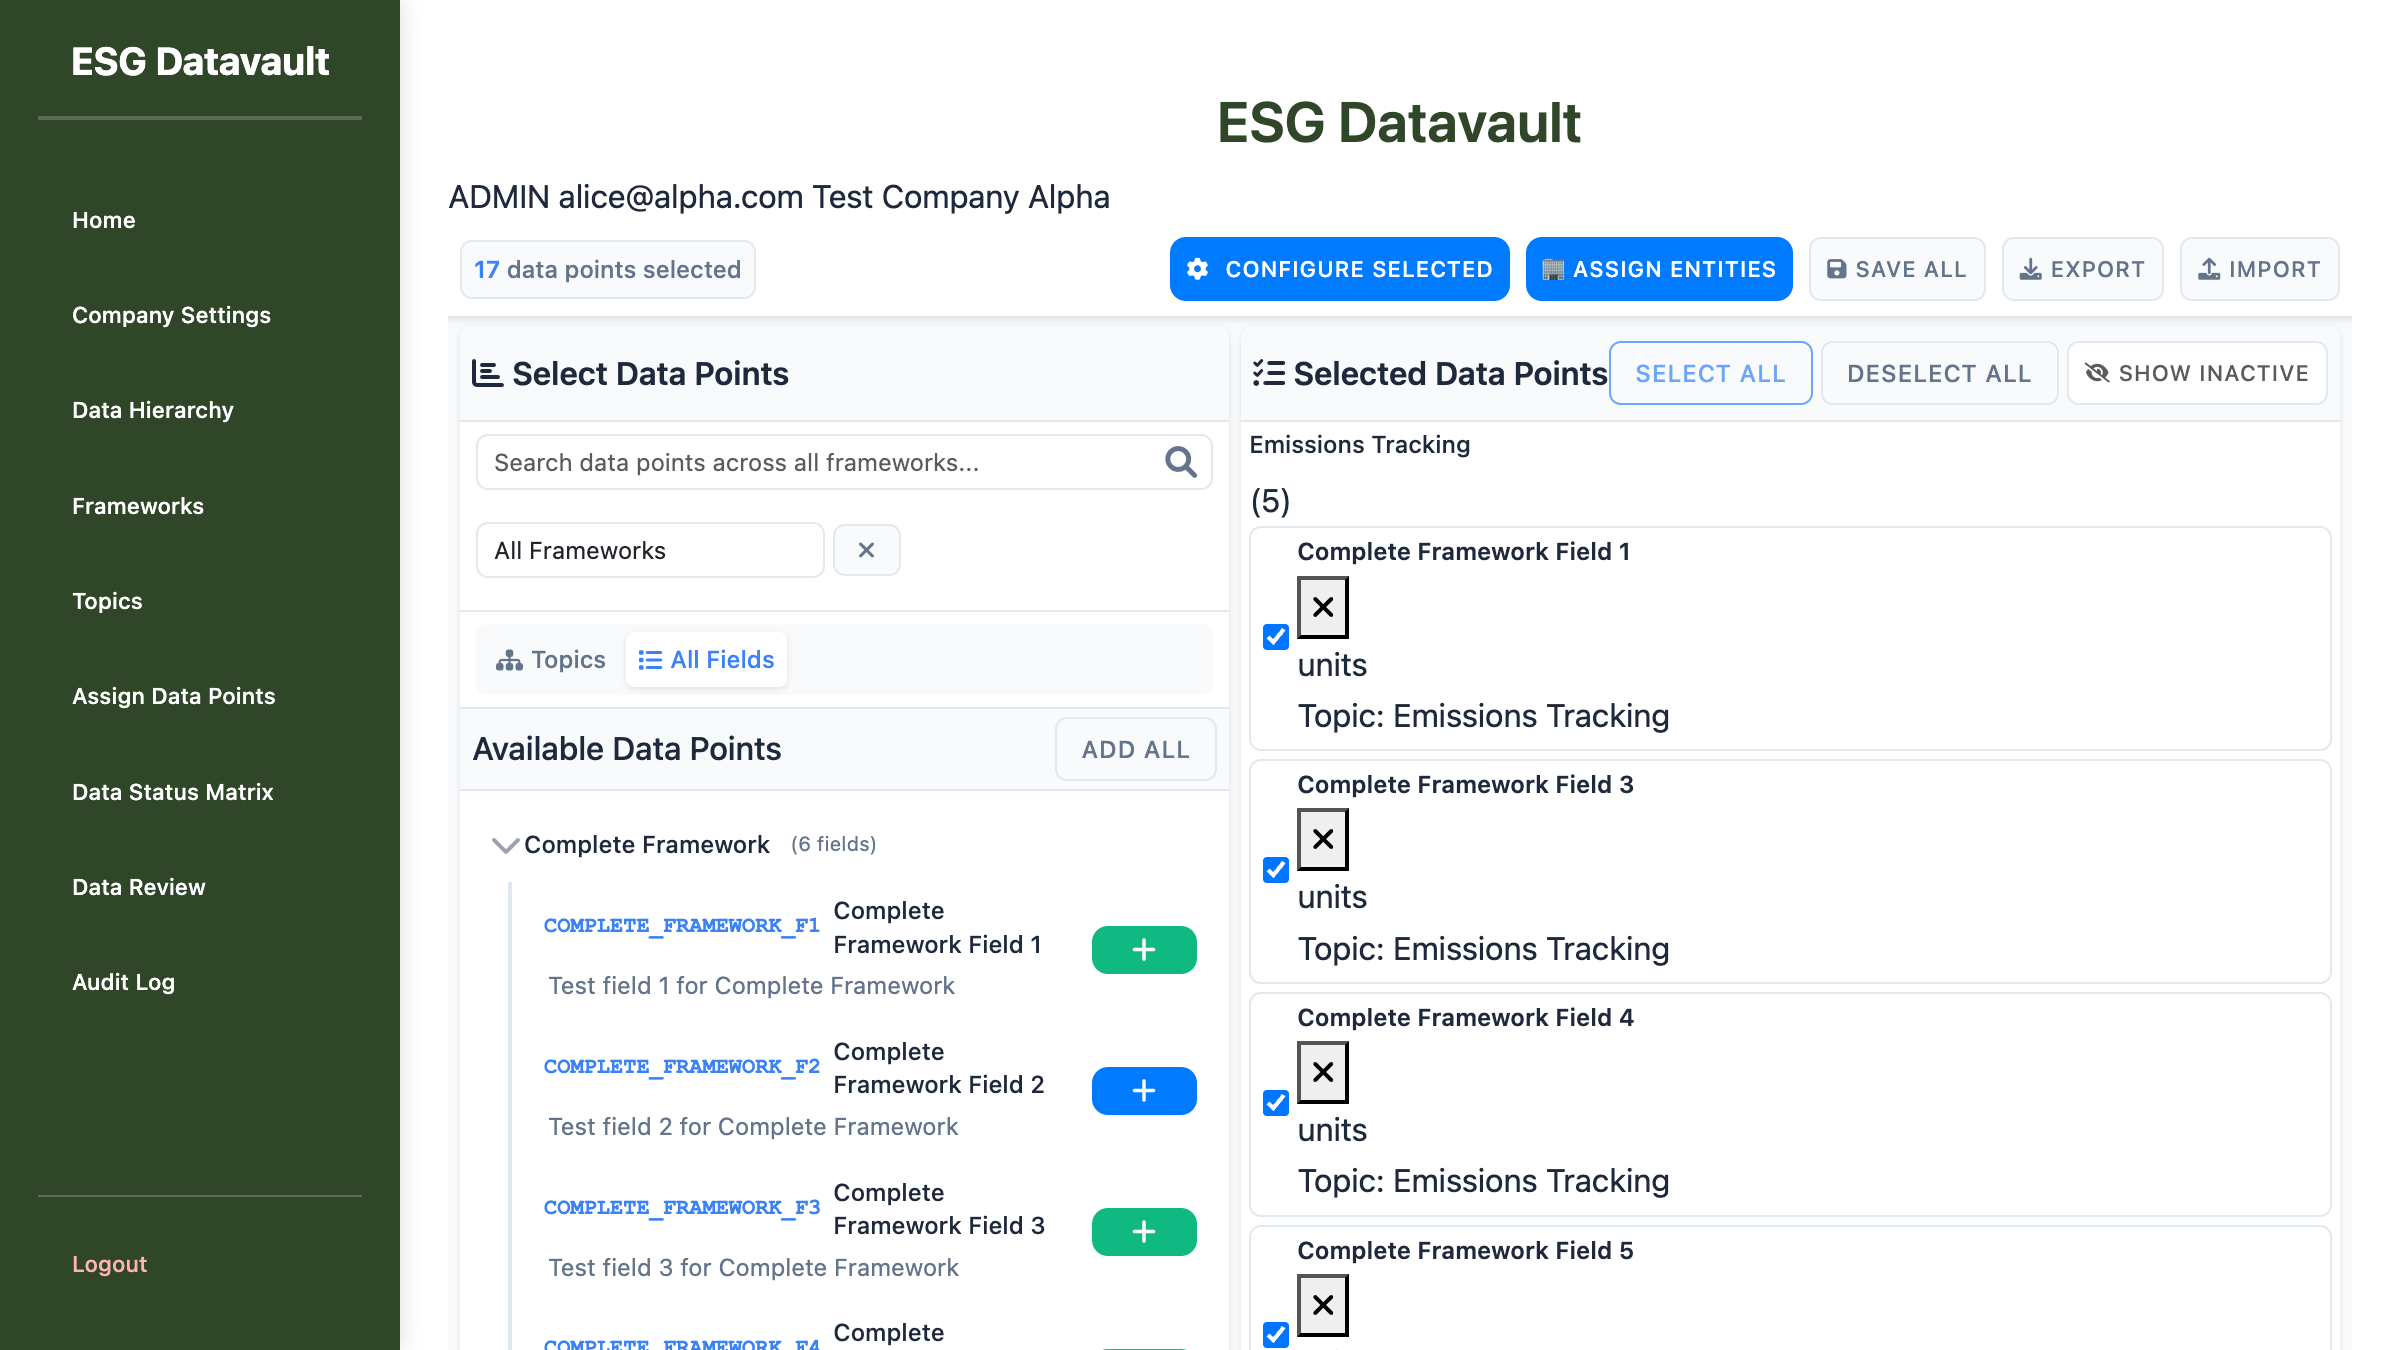 ESG Datavault
Home
Company Settings
Data Hierarchy
Frameworks
Topics
Assign Data Points
Data Status Matrix
Data Review
Audit Log
Logout
ESG Datavault
ADMIN alice@alpha.com Test Company Alpha
17 data points selected
CONFIGURE SELECTED
ASSIGN ENTITIES
SAVE ALL
EXPORT
IMPORT
Select Data Points
Search data points across all frameworks...
All Frameworks
Topics
All Fields
Available Data Points
ADD ALL
Complete Framework (6 fields)
COMPLETE_FRAMEWORK_F1
Complete
Framework Field 1
Test field 1 for Complete Framework
COMPLETE_FRAMEWORK_F2
Complete
Framework Field 2
Test field 2 for Complete Framework
COMPLETE_FRAMEWORK_F3
Complete
Framework Field 3
Test field 3 for Complete Framework
COMPLETE_FRAMEWORK_F4
Complete
Selected Data Points
SELECT ALL
DESELECT ALL
SHOW INACTIVE
Emissions Tracking
(5)
Complete Framework Field 1
units
Topic: Emissions Tracking
Complete Framework Field 3
units
Topic: Emissions Tracking
Complete Framework Field 4
units
Topic: Emissions Tracking
Complete Framework Field 5